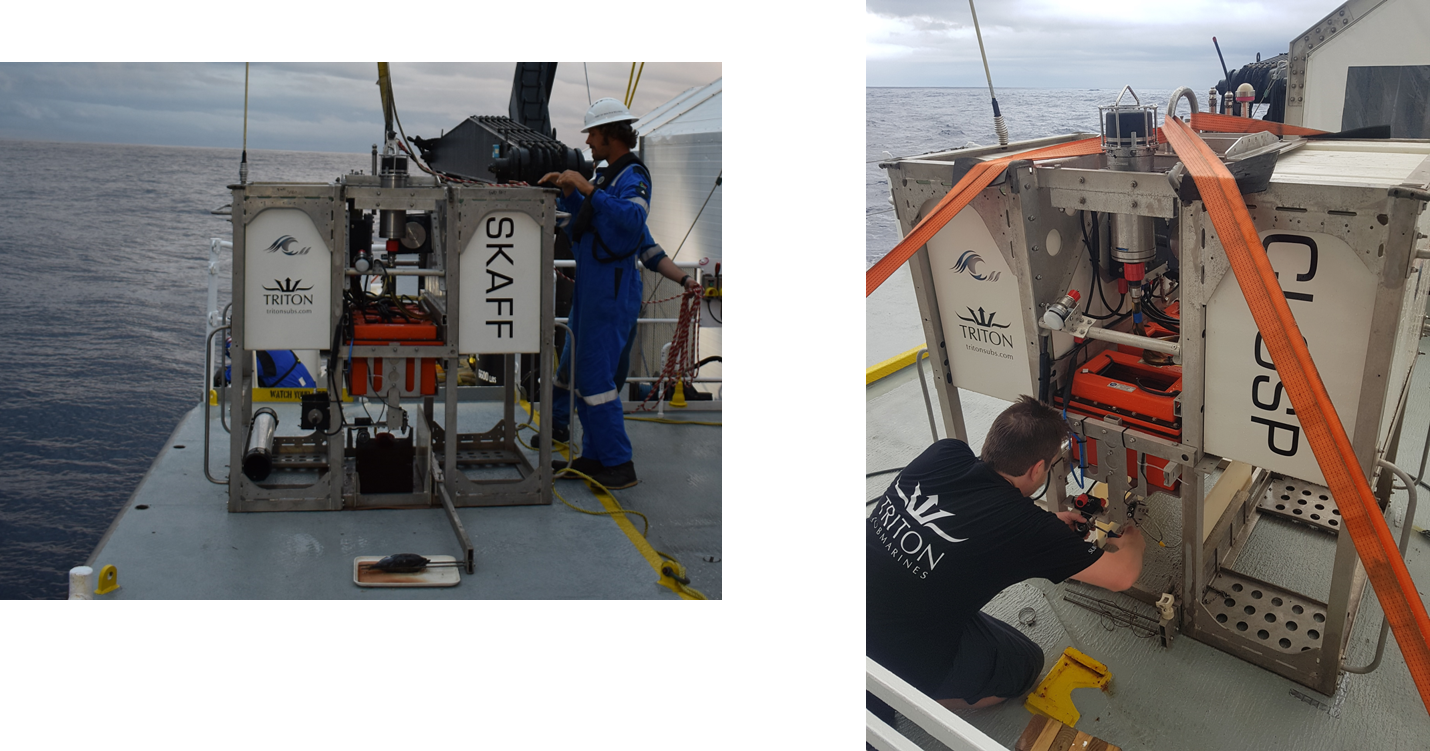 TRITON
tritonsubs.com
SKAFF
WATCH
TRITON
tritonsubs.com
CLOSP
TRITON
SUBMARINES